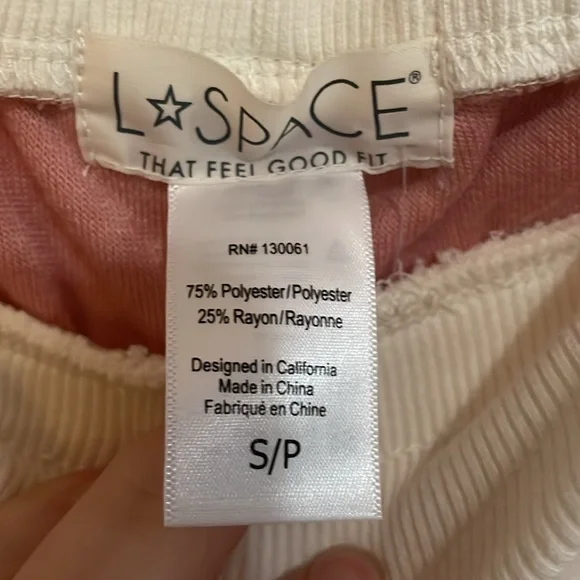 L☆SPACE®
THAT FEEL GOOD FIT
RN# 130061
75% Polyester/Polyester
25% Rayon/Rayonne
Designed in California
Made in China
Fabriqué en Chine
S/P